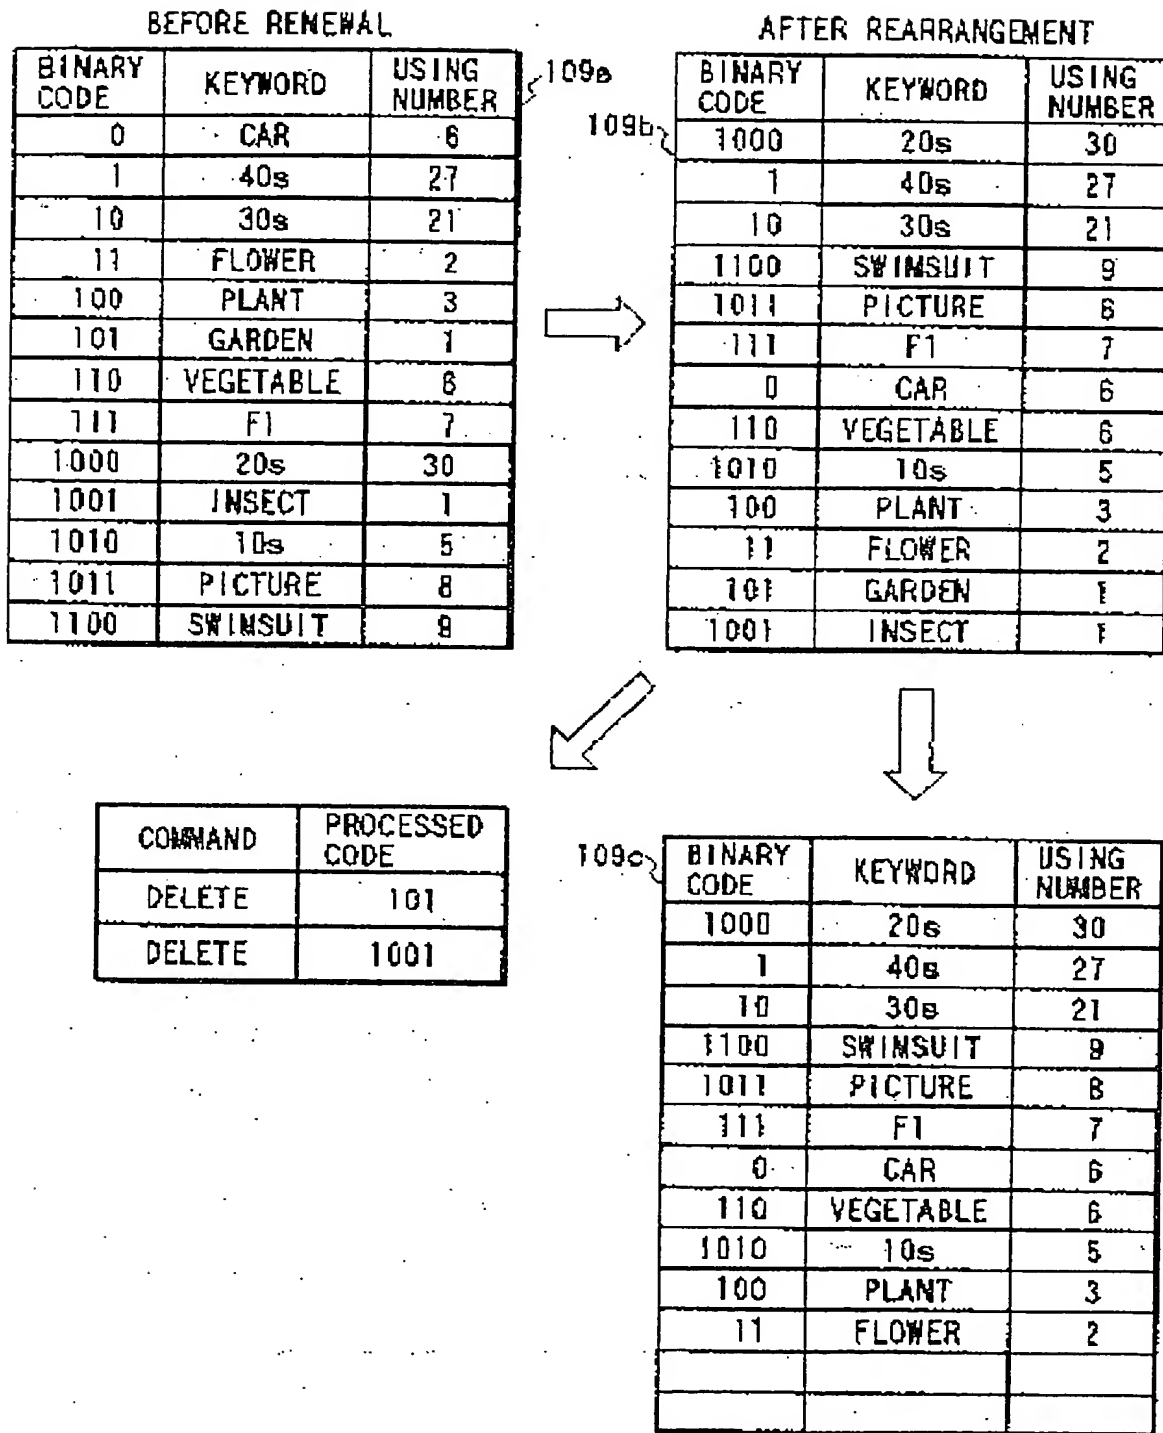 BEFORE RENEWAL
BINARY CODE KEYWORD USING NUMBER
109a
0 CAR 6
1 40s 27
10 30s 21
11 FLOWER 2
100 PLANT 3
101 GARDEN 1
110 VEGETABLE 6
111 F1 7
1000 20s 30
1001 INSECT 1
1010 10s 5
1011 PICTURE 8
1100 SWIMSUIT 9
AFTER REARRANGEMENT
BINARY CODE KEYWORD USING NUMBER
109b
1000 20s 30
1 40s 27
10 30s 21
1100 SWIMSUIT 9
1011 PICTURE 8
111 F1 7
0 CAR 6
110 VEGETABLE 6
1010 10s 5
100 PLANT 3
11 FLOWER 2
101 GARDEN 1
1001 INSECT 1
COMMAND PROCESSED CODE
DELETE 101
DELETE 1001
109c
BINARY CODE KEYWORD USING NUMBER
1000 20s 30
1 40s 27
10 30s 21
1100 SWIMSUIT 9
1011 PICTURE 8
111 F1 7
0 CAR 6
110 VEGETABLE 6
1010 10s 5
100 PLANT 3
11 FLOWER 2